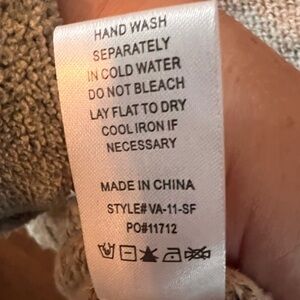 HAND WASH
SEPARATELY
IN COLD WATER
DO NOT BLEACH
LAY FLAT TO DRY
COOL IRON IF
NECESSARY
MADE IN CHINA
STYLE# VA-11-SF
PO#11712